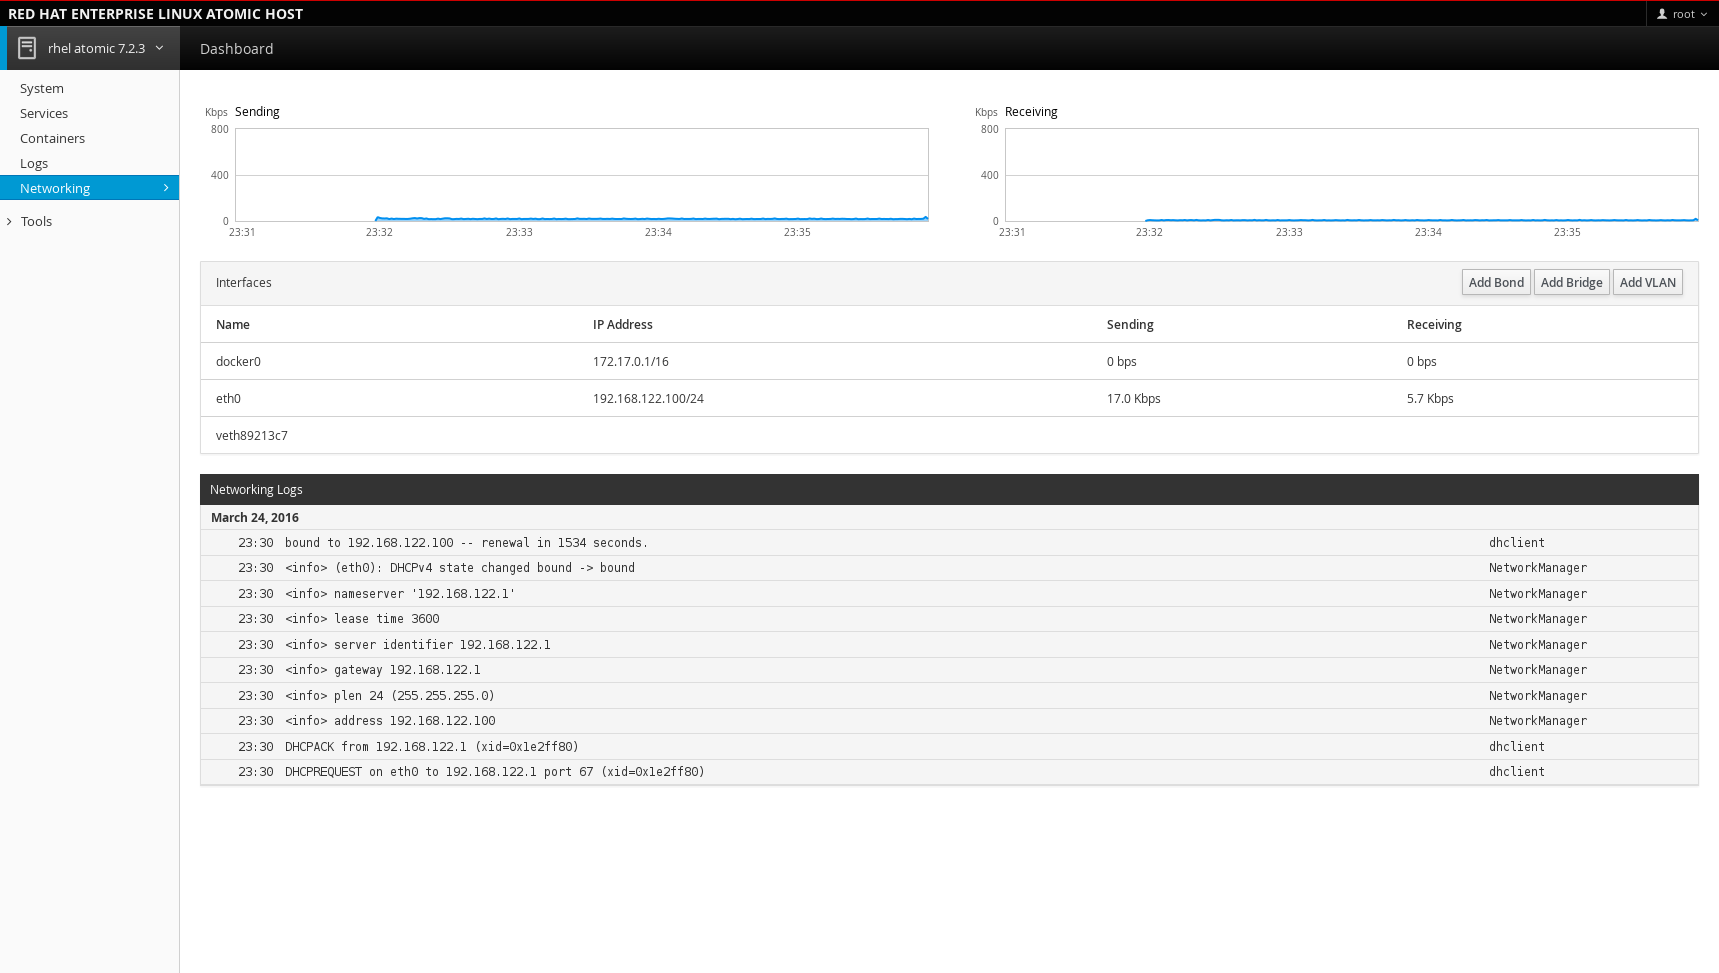 RED HAT ENTERPRISE LINUX ATOMIC HOST
root
rhel atomic 7.2.3
Dashboard
System
Services
Containers
Logs
Networking
Tools
Kbps Sending
800
400
0
23:31 23:32 23:33 23:34 23:35
Kbps Receiving
800
400
0
23:31 23:32 23:33 23:34 23:35
Interfaces Add Bond Add Bridge Add VLAN
Name IP Address Sending Receiving
docker0 172.17.0.1/16 0 bps 0 bps
eth0 192.168.122.100/24 17.0 Kbps 5.7 Kbps
veth89213c7
Networking Logs
March 24, 2016
23:30 bound to 192.168.122.100 -- renewal in 1534 seconds. dhclient
23:30 <info> (eth0): DHCPv4 state changed bound -> bound NetworkManager
23:30 <info> nameserver '192.168.122.1' NetworkManager
23:30 <info> lease time 3600 NetworkManager
23:30 <info> server identifier 192.168.122.1 NetworkManager
23:30 <info> gateway 192.168.122.1 NetworkManager
23:30 <info> plen 24 (255.255.255.0) NetworkManager
23:30 <info> address 192.168.122.100 NetworkManager
23:30 DHCPACK from 192.168.122.1 (xid=0x1e2ff80) dhclient
23:30 DHCPREQUEST on eth0 to 192.168.122.1 port 67 (xid=0x1e2ff80) dhclient